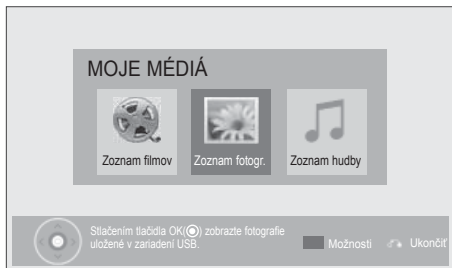 MOJE MÉDIÁ
Zoznam filmov
Zoznam fotogr.
Zoznam hudby
Stlačením tlačidla OK(◉) zobrazte fotografie
uložené v zariadení USB.
Možnosti
Ukončiť